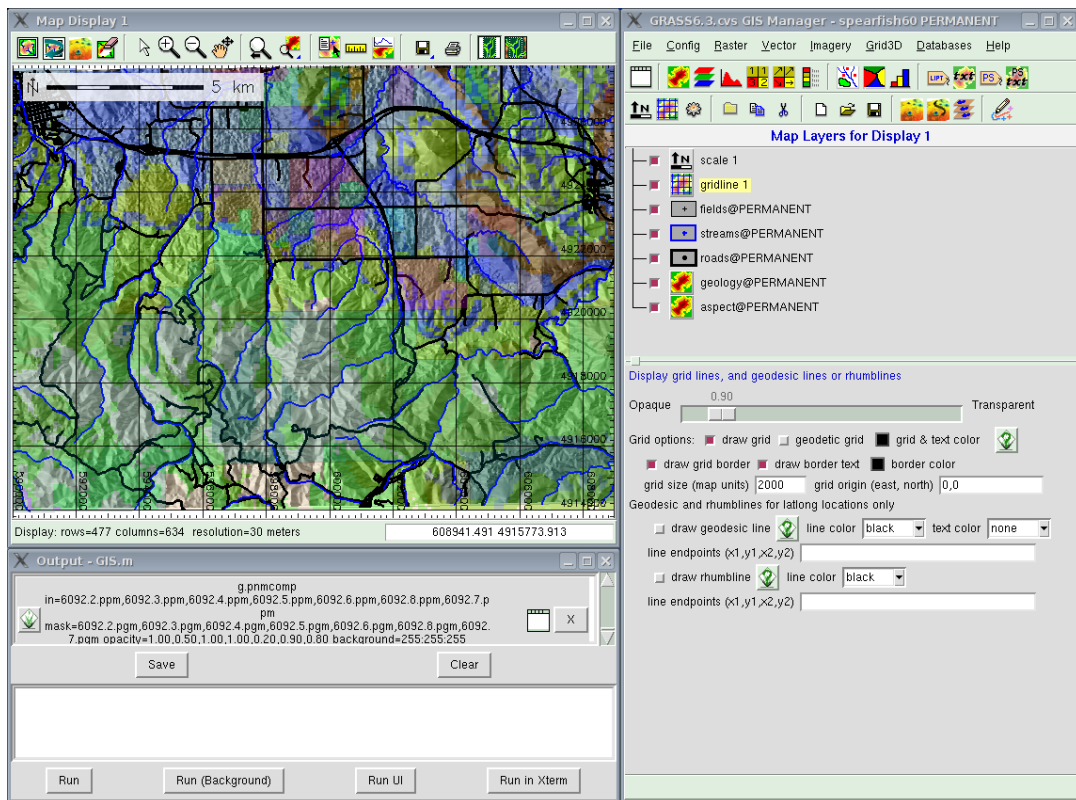 Map Display 1
N 5 km
4922000
4920000
4918000
4916000
592000
594000
596000
598000
Display: rows=477 columns=634 resolution=30 meters
608941.491 4915773.913
Output - GIS.m
g.pnmcomp
in=6092.2.ppm,6092.3.ppm,6092.4.ppm,6092.5.ppm,6092.6.ppm,6092.8.ppm,6092.7.p
pm
mask=6092.2.pgm,6092.3.pgm,6092.4.pgm,6092.5.pgm,6092.6.pgm,6092.8.pgm,6092.
7.pgm opacity=1.00,0.50,1.00,1.00,0.20,0.90,0.80 background=255:255:255
X
Save Clear
Run Run (Background) Run UI Run in Xterm
GRASS6.3.cvs GIS Manager - spearfish60 PERMANENT
File Config Raster Vector Imagery Grid3D Databases Help
Map Layers for Display 1
scale 1
gridline 1
fields@PERMANENT
streams@PERMANENT
roads@PERMANENT
geology@PERMANENT
aspect@PERMANENT
Display grid lines, and geodesic lines or rhumblines
0.90
Opaque Transparent
Grid options: draw grid geodetic grid grid & text color
draw grid border draw border text border color
grid size (map units) 2000 grid origin (east, north) 0,0
Geodesic and rhumblines for latlong locations only
draw geodesic line line color black text color none
line endpoints (x1,y1,x2,y2)
draw rhumbline line color black
line endpoints (x1,y1,x2,y2)